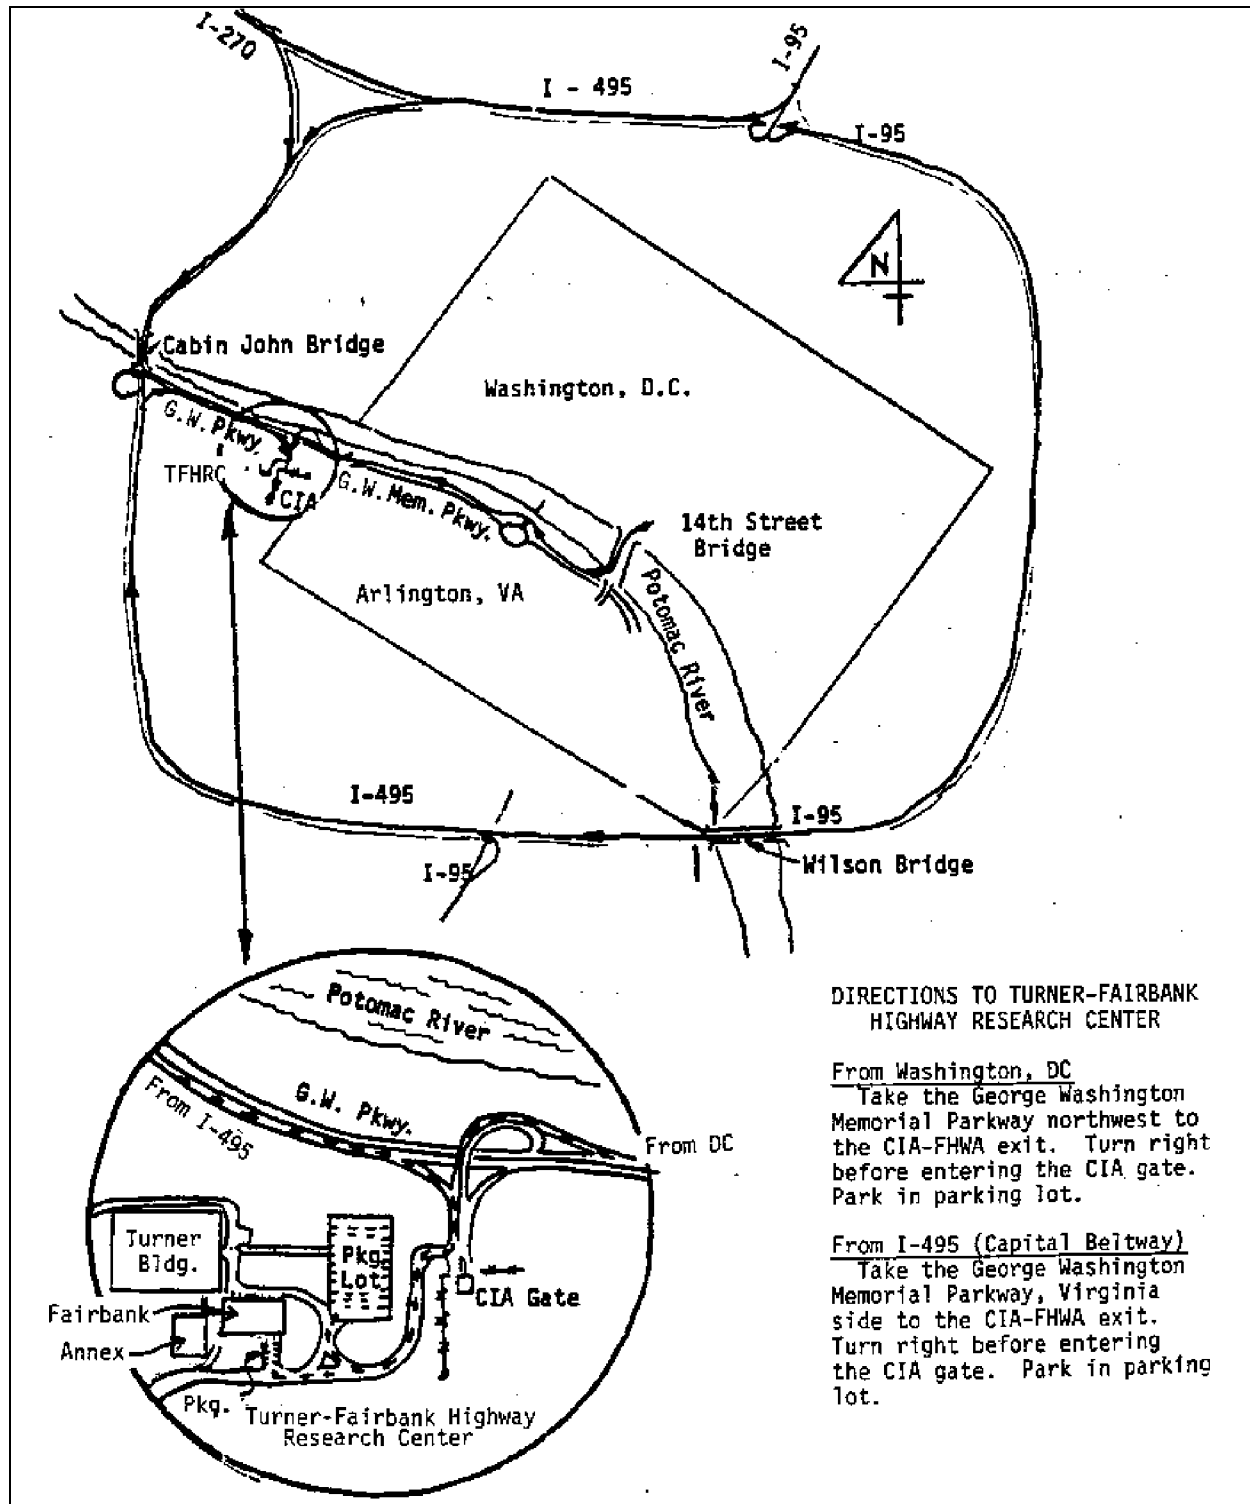 I-270
I-95
I - 495
I-95
N
Cabin John Bridge
Washington, D.C.
G.W. Pkwy.
TFHRC
CIA
G.W. Mem. Pkwy.
14th Street
Bridge
Arlington, VA
Potomac River
I-495
I-95
I-95
Wilson Bridge
Potomac River
G.W. Pkwy.
From I-495
From DC
Turner
Bldg.
Pkg
Lot
CIA Gate
Fairbank
Annex
Pkg.
Turner-Fairbank Highway
Research Center
DIRECTIONS TO TURNER-FAIRBANK
HIGHWAY RESEARCH CENTER
From Washington, DC
Take the George Washington
Memorial Parkway northwest to
the CIA-FHWA exit. Turn right
before entering the CIA gate.
Park in parking lot.
From I-495 (Capital Beltway)
Take the George Washington
Memorial Parkway, Virginia
side to the CIA-FHWA exit.
Turn right before entering
the CIA gate. Park in parking
lot.